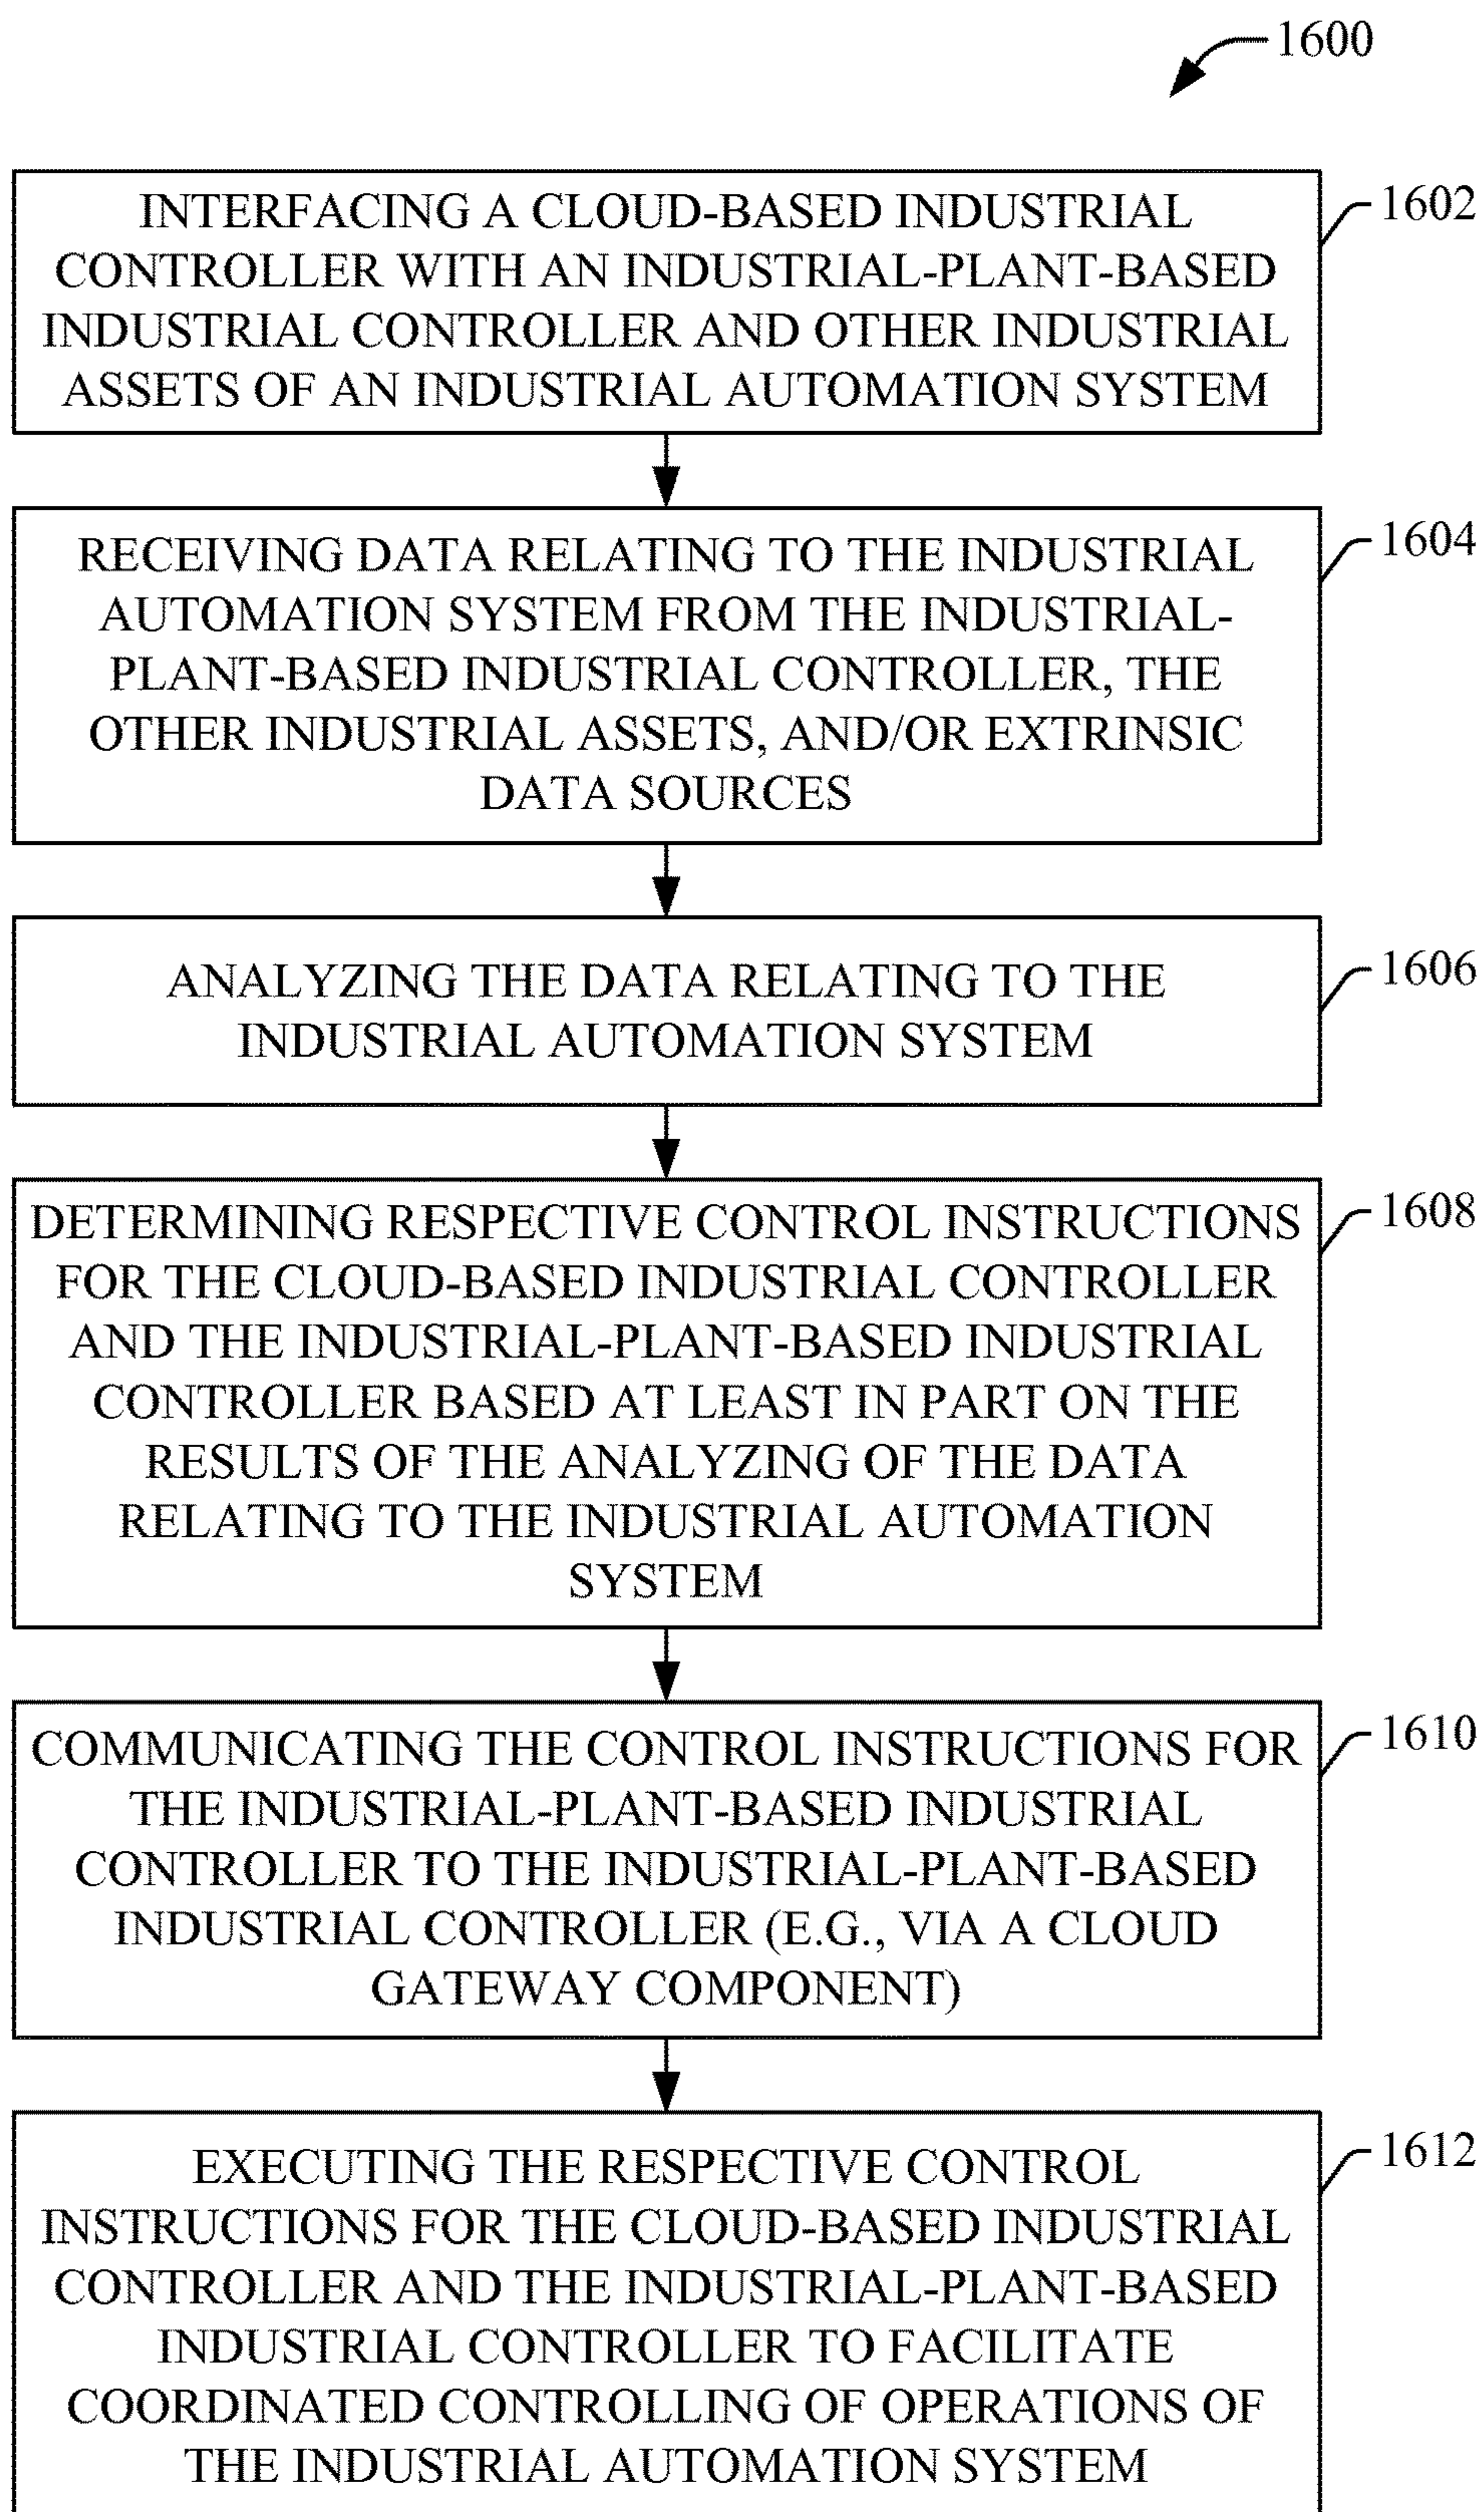 1600
INTERFACING A CLOUD-BASED INDUSTRIAL
CONTROLLER WITH AN INDUSTRIAL-PLANT-BASED
INDUSTRIAL CONTROLLER AND OTHER INDUSTRIAL
ASSETS OF AN INDUSTRIAL AUTOMATION SYSTEM
1602
RECEIVING DATA RELATING TO THE INDUSTRIAL
AUTOMATION SYSTEM FROM THE INDUSTRIAL-
PLANT-BASED INDUSTRIAL CONTROLLER, THE
OTHER INDUSTRIAL ASSETS, AND/OR EXTRINSIC
DATA SOURCES
1604
ANALYZING THE DATA RELATING TO THE
INDUSTRIAL AUTOMATION SYSTEM
1606
DETERMINING RESPECTIVE CONTROL INSTRUCTIONS
FOR THE CLOUD-BASED INDUSTRIAL CONTROLLER
AND THE INDUSTRIAL-PLANT-BASED INDUSTRIAL
CONTROLLER BASED AT LEAST IN PART ON THE
RESULTS OF THE ANALYZING OF THE DATA
RELATING TO THE INDUSTRIAL AUTOMATION
SYSTEM
1608
COMMUNICATING THE CONTROL INSTRUCTIONS FOR
THE INDUSTRIAL-PLANT-BASED INDUSTRIAL
CONTROLLER TO THE INDUSTRIAL-PLANT-BASED
INDUSTRIAL CONTROLLER (E.G., VIA A CLOUD
GATEWAY COMPONENT)
1610
EXECUTING THE RESPECTIVE CONTROL
INSTRUCTIONS FOR THE CLOUD-BASED INDUSTRIAL
CONTROLLER AND THE INDUSTRIAL-PLANT-BASED
INDUSTRIAL CONTROLLER TO FACILITATE
COORDINATED CONTROLLING OF OPERATIONS OF
THE INDUSTRIAL AUTOMATION SYSTEM
1612